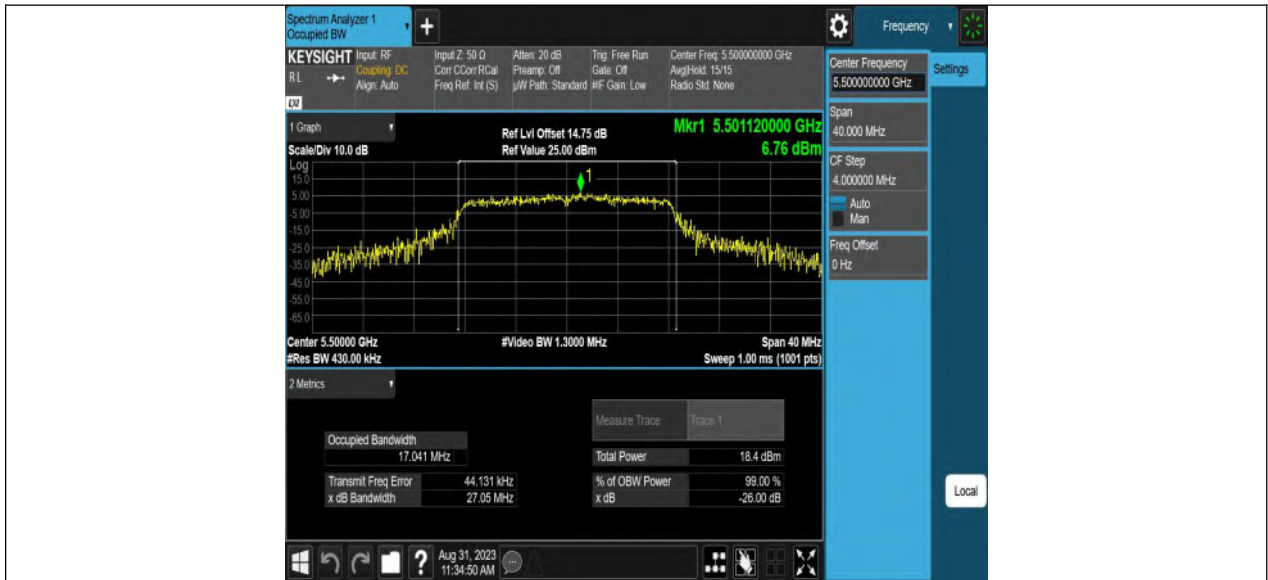 Spectrum Analyzer 1
Occupied BW
+
Frequency
KEYSIGHT
RL
LXI
Input: RF
Coupling: DC
Align: Auto
Input Z: 50 Ω
Corr CCorr RCal
Freq Ref: Int (S)
Atten: 20 dB
Preamp: Off
µW Path: Standard
Trig: Free Run
Gate: Off
#IF Gain: Low
Center Freq: 5.500000000 GHz
Avg|Hold: 15/15
Radio Std: None
Center Frequency
5.500000000 GHz
Settings
Span
40.000 MHz
CF Step
4.000000 MHz
Auto
Man
Freq Offset
0 Hz
Local
1 Graph
Scale/Div 10.0 dB
Ref Lvl Offset 14.75 dB
Ref Value 25.00 dBm
Mkr1 5.501120000 GHz
6.76 dBm
Log
15.0
5.00
-5.00
-15.0
-25.0
-35.0
-45.0
-55.0
-65.0
1
Center 5.50000 GHz
#Res BW 430.00 kHz
#Video BW 1.3000 MHz
Span 40 MHz
Sweep 1.00 ms (1001 pts)
2 Metrics
Measure Trace Trace 1
Occupied Bandwidth
17.041 MHz
Total Power 18.4 dBm
Transmit Freq Error 44.131 kHz
% of OBW Power 99.00 %
x dB Bandwidth 27.05 MHz
x dB -26.00 dB
?
Aug 31, 2023
11:34:50 AM